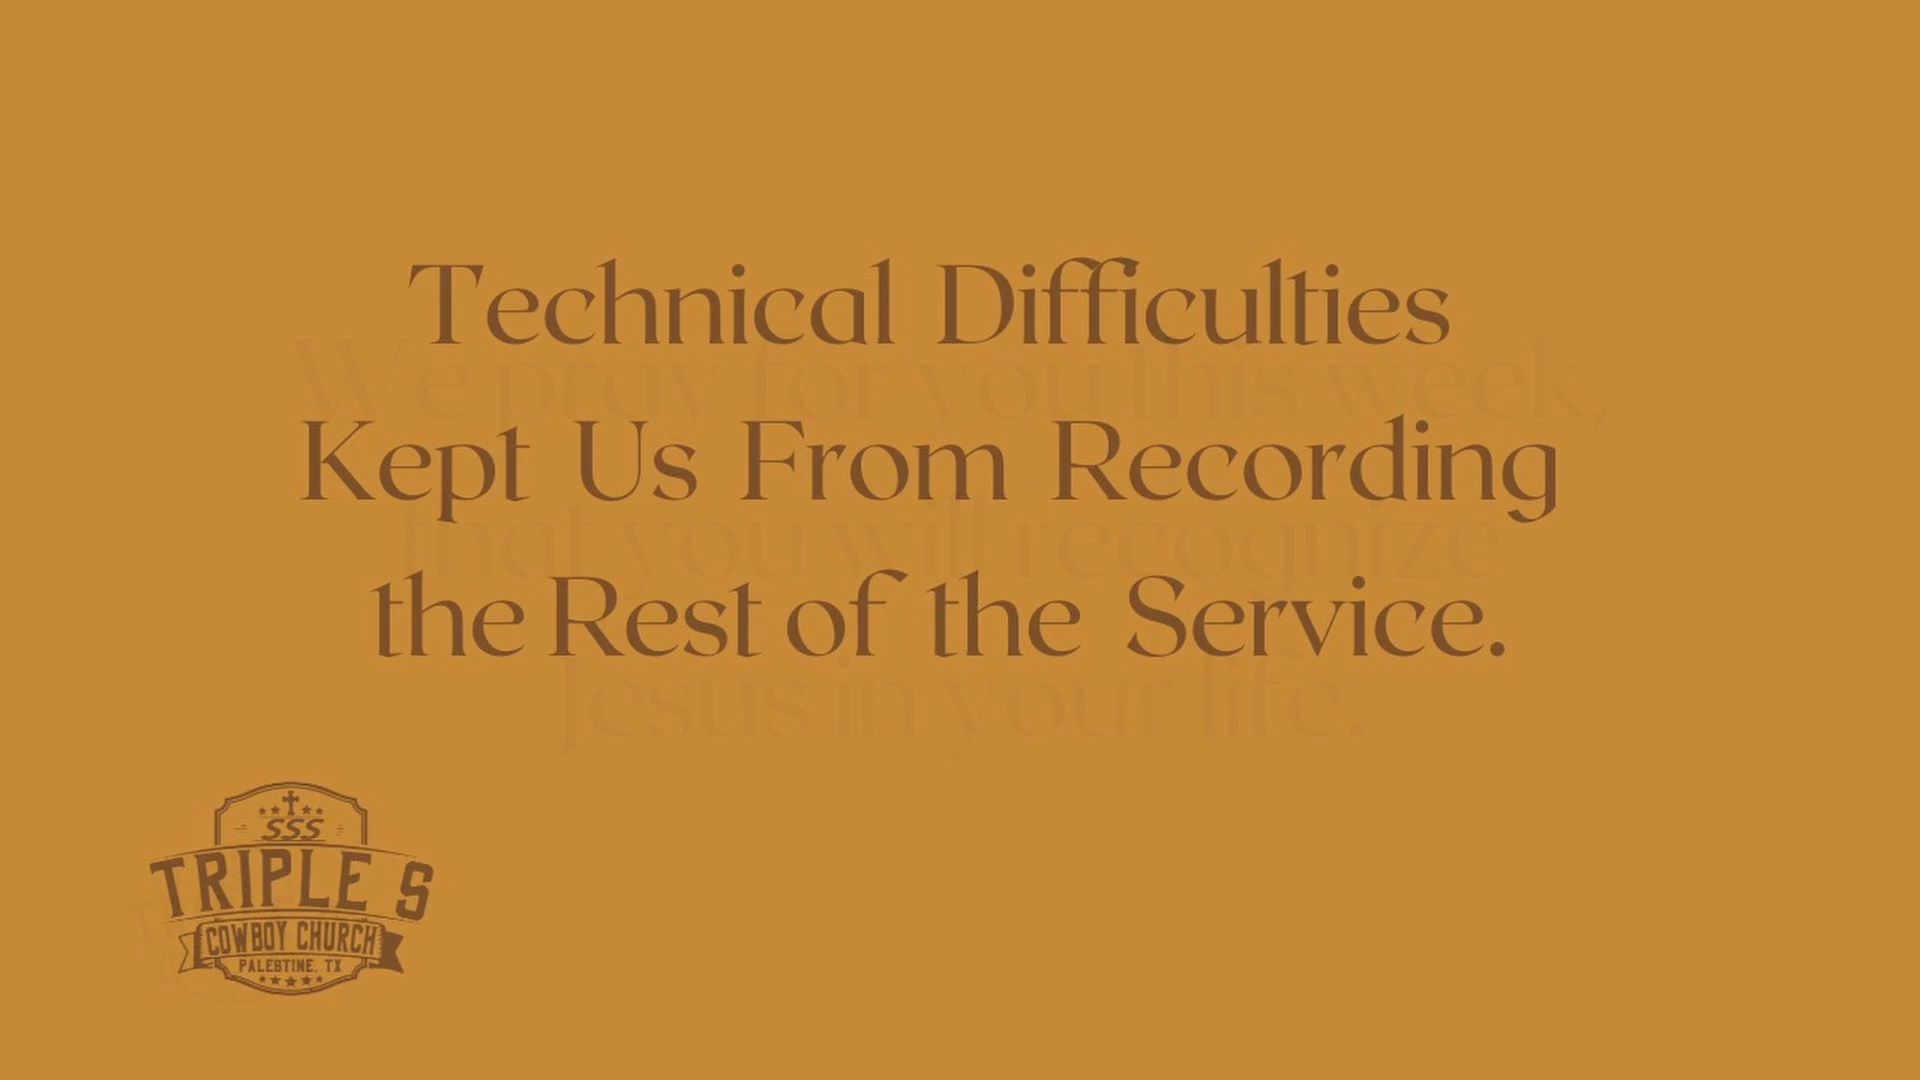 Technical Difficulties
We pray for you this week,
Kept Us From Recording
that you will recognize
the Rest of the Service.
Jesus in your life.
SSS
TRIPLE S
COWBOY CHURCH
PALESTINE, TX